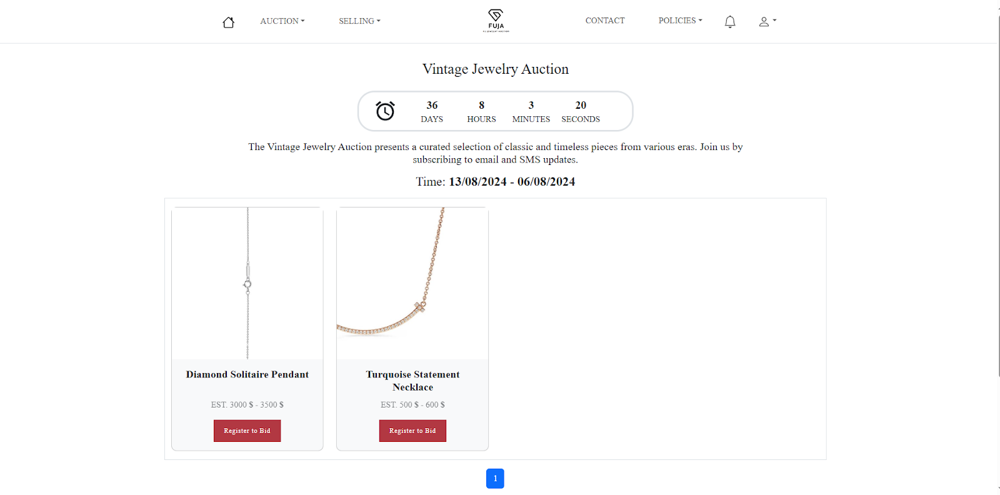 AUCTION
SELLING
FUJA
FU JEWELRY AUCTION
CONTACT
POLICIES
Vintage Jewelry Auction
36 8 3 20
DAYS HOURS MINUTES SECONDS
The Vintage Jewelry Auction presents a curated selection of classic and timeless pieces from various eras. Join us by
subscribing to email and SMS updates.
Time: 13/08/2024 - 06/08/2024
Diamond Solitaire Pendant
EST. 3000 $ - 3500 $
Register to Bid
Turquoise Statement
Necklace
EST. 500 $ - 600 $
Register to Bid
1